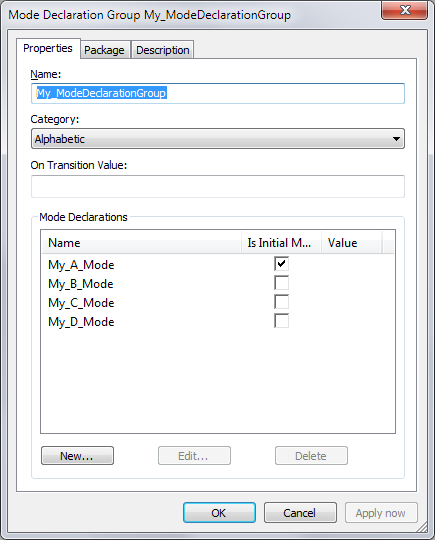 Mode Declaration Group My_ModeDeclarationGroup
Properties Package Description
Name:
My_ModeDeclarationGroup
Category:
Alphabetic
On Transition Value:
Mode Declarations
Name Is Initial M... Value
My_A_Mode
My_B_Mode
My_C_Mode
My_D_Mode
New... Edit... Delete
OK Cancel Apply now